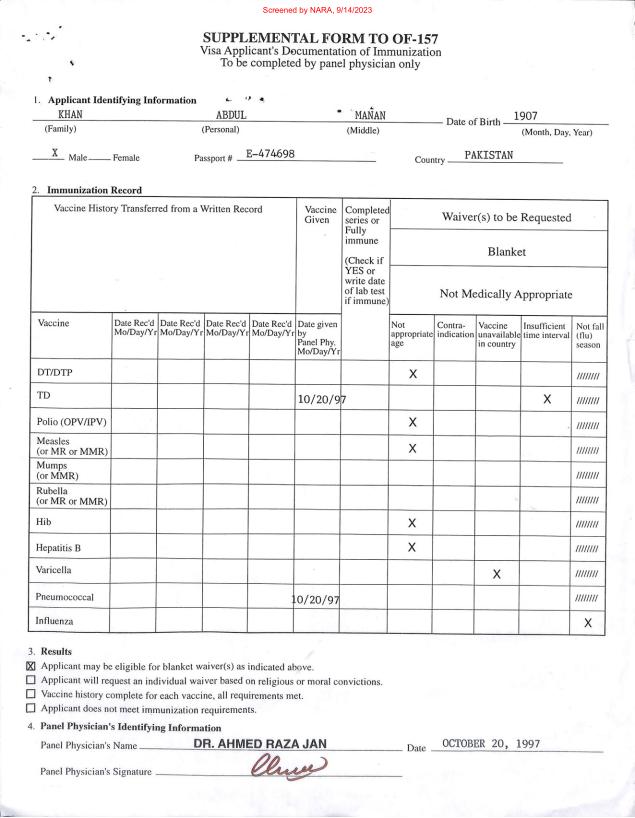 Screened by NARA, 9/14/2023
SUPPLEMENTAL FORM TO OF-157
Visa Applicant's Documentation of Immunization
To be completed by panel physician only
1. Applicant Identifying Information
KHAN ABDUL MANAN Date of Birth 1907
(Family) (Personal) (Middle) (Month, Day, Year)
X Male Female Passport # E-474698 Country PAKISTAN
2. Immunization Record
Vaccine History Transferred from a Written Record
Vaccine Given
Completed series or Fully immune (Check if YES or write date of lab test if immune)
Waiver(s) to be Requested
Blanket
Not Medically Appropriate
Vaccine
Date Rec'd Mo/Day/Yr
Date Rec'd Mo/Day/Yr
Date Rec'd Mo/Day/Yr
Date Rec'd Mo/Day/Yr
Date given by Panel Phy. Mo/Day/Yr
Not appropriate age
Contra-indication
Vaccine unavailable in country
Insufficient time interval
Not fall (flu) season
DT/DTP X ////////
TD 10/20/97 X ////////
Polio (OPV/IPV) X ////////
Measles X ////////
(or MR or MMR)
Mumps ////////
(or MMR)
Rubella ////////
(or MR or MMR)
Hib X ////////
Hepatitis B X ////////
Varicella X ////////
Pneumococcal 10/20/97 ////////
Influenza X
3. Results
X Applicant may be eligible for blanket waiver(s) as indicated above.
Applicant will request an individual waiver based on religious or moral convictions.
Vaccine history complete for each vaccine, all requirements met.
Applicant does not meet immunization requirements.
4. Panel Physician's Identifying Information
Panel Physician's Name DR. AHMED RAZA JAN Date OCTOBER 20, 1997
Panel Physician's Signature